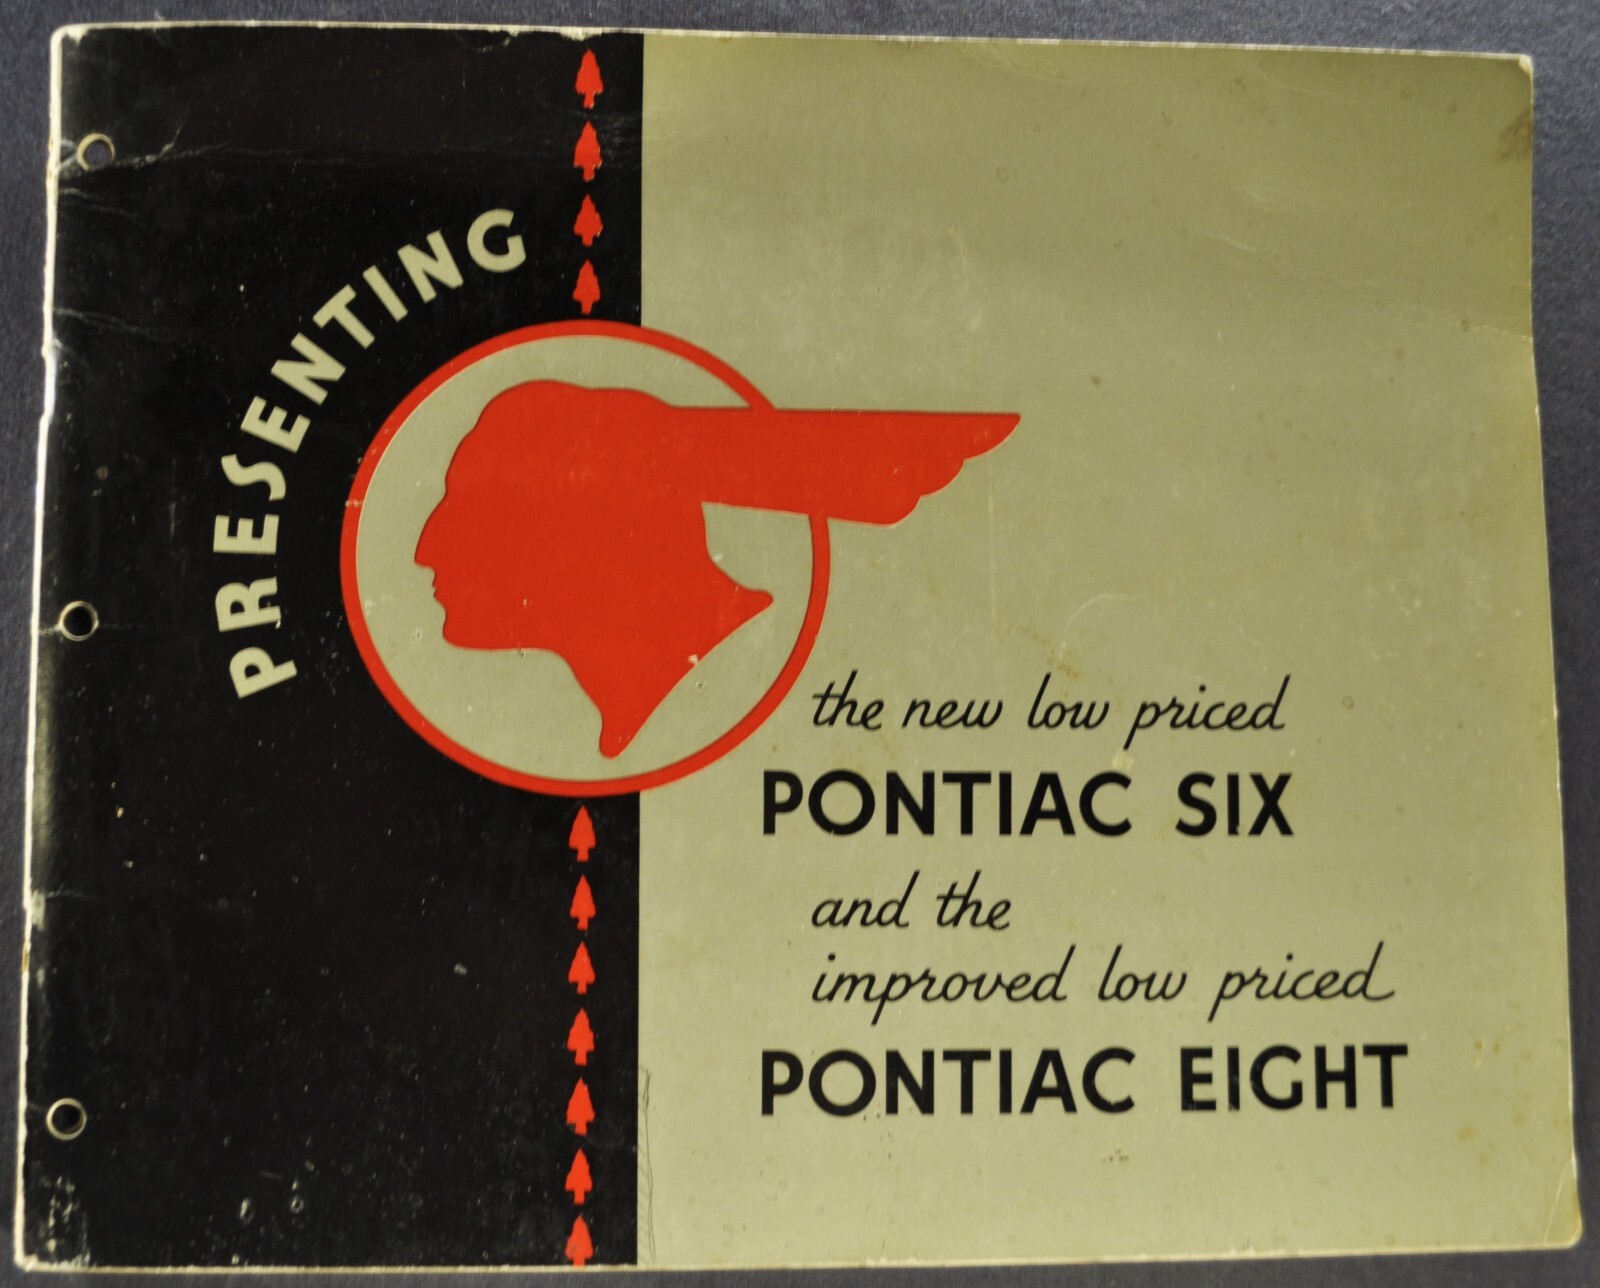 PRESENTING
the new low priced
PONTIAC SIX
and the
improved low priced
PONTIAC EIGHT